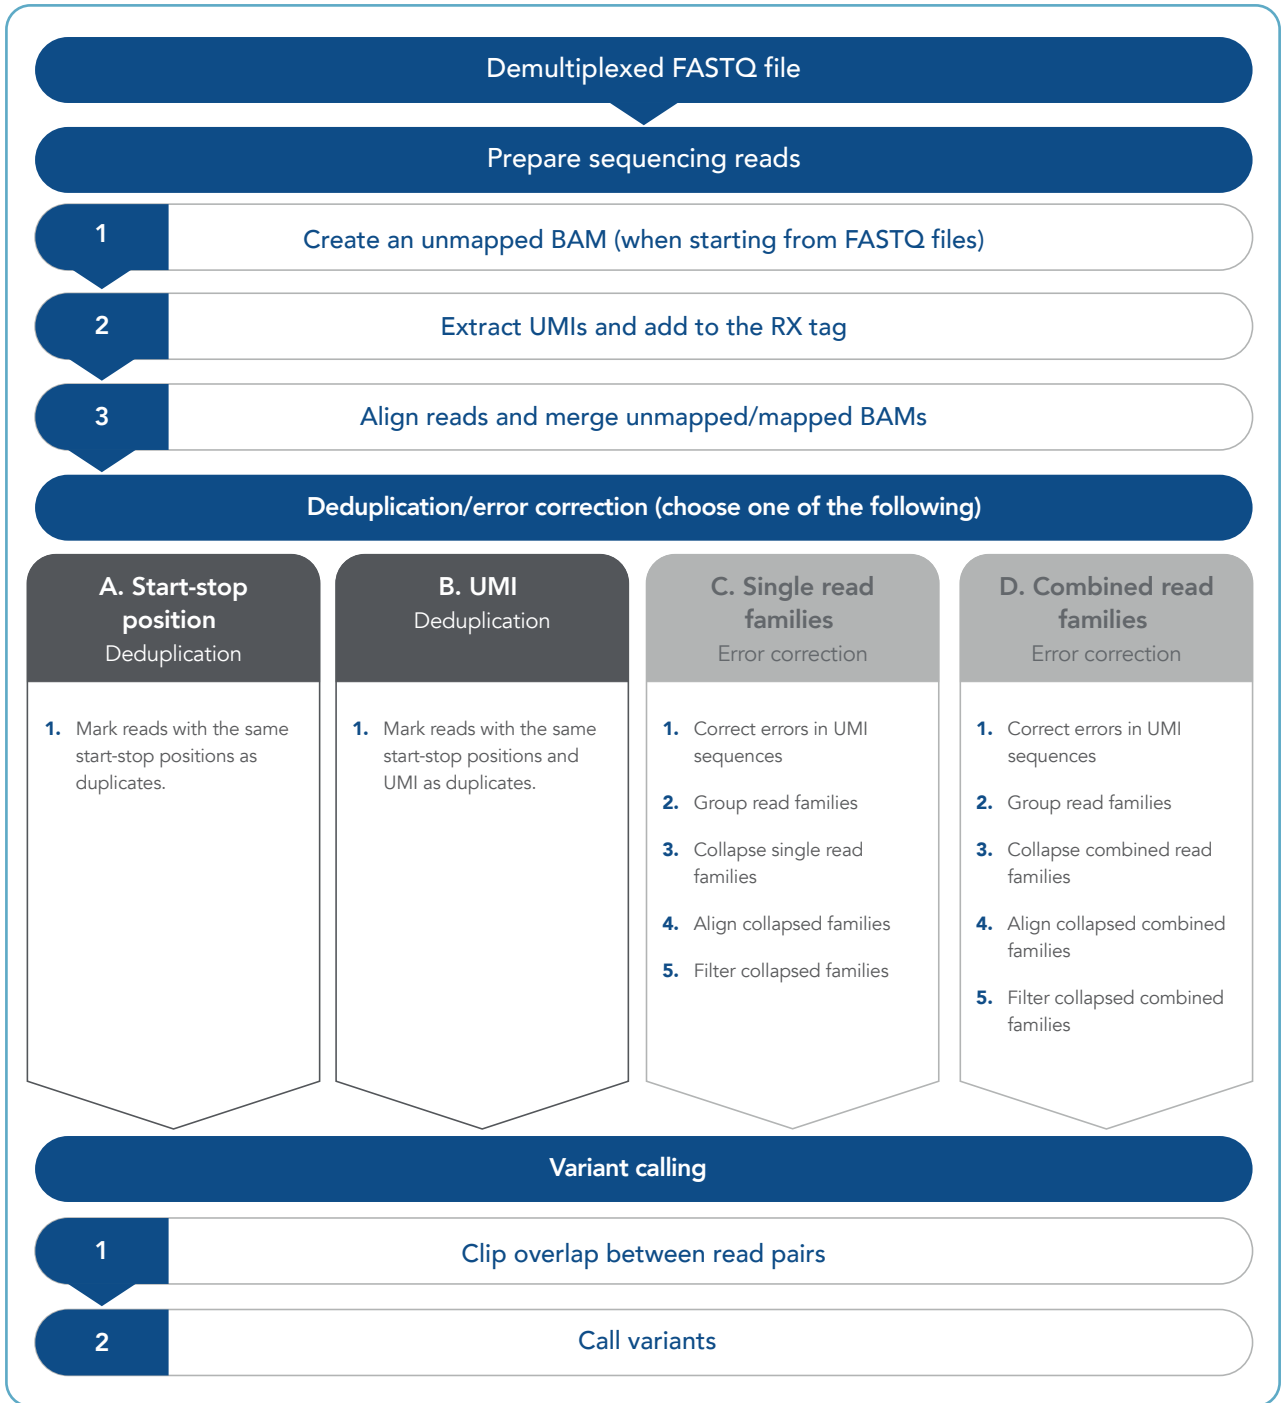 Demultiplexed FASTQ file
Prepare sequencing reads
1
Create an unmapped BAM (when starting from FASTQ files)
2
Extract UMIs and add to the RX tag
3
Align reads and merge unmapped/mapped BAMs
Deduplication/error correction (choose one of the following)
A. Start-stop
position
Deduplication
1. Mark reads with the same
start-stop positions as
duplicates.
B. UMI
Deduplication
1. Mark reads with the same
start-stop positions and
UMI as duplicates.
C. Single read
families
Error correction
1. Correct errors in UMI
sequences
2. Group read families
3. Collapse single read
families
4. Align collapsed families
5. Filter collapsed families
D. Combined read
families
Error correction
1. Correct errors in UMI
sequences
2. Group read families
3. Collapse combined read
families
4. Align collapsed combined
families
5. Filter collapsed combined
families
Variant calling
1
Clip overlap between read pairs
2
Call variants